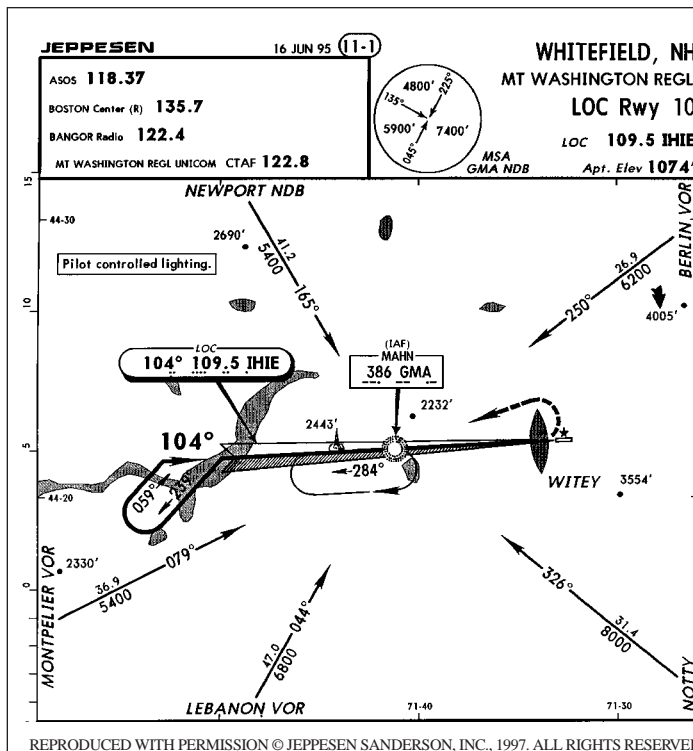 JEPPESEN 16 JUN 95 11-1
WHITEFIELD, NH
MT WASHINGTON REGL
LOC Rwy 10
LOC 109.5 IHIE
Apt. Elev 1074'
ASOS 118.37
BOSTON Center (R) 135.7
BANGOR Radio 122.4
MT WASHINGTON REGL UNICOM CTAF 122.8
4800'
135°
225°
5900'
7400'
045°
MSA
GMA NDB
15
NEWPORT NDB
44-30
2690'
41.2
5400
165°
Pilot controlled lighting.
BERLIN VOR
26.9
6200
250°
4005'
10
LOC
104° 109.5 IHIE
(IAF)
MAHN
386 GMA
2232'
2443'
5
104°
284°
059°
239°
WITEY
3554'
44-20
2330'
36.9
5400
079°
MONTPELIER VOR
0
47.0
6800
044°
LEBANON VOR
326°
31.4
8000
NOTTY
71-40
71-30
REPRODUCED WITH PERMISSION © JEPPESEN SANDERSON, INC., 1997. ALL RIGHTS RESERVE